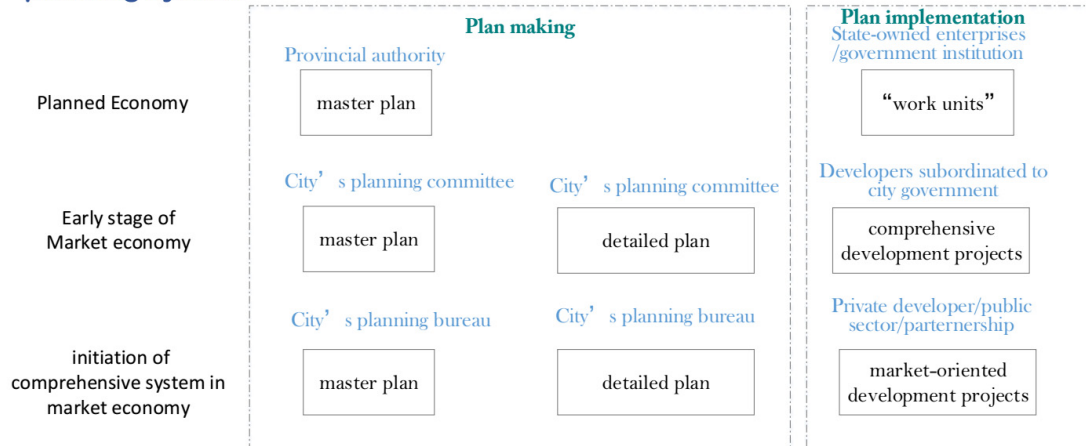 Plan making
Plan implementation
Provincial authority
State-owned enterprises
/government institution
Planned Economy
master plan
“work units”
City’s planning committee
City’s planning committee
Developers subordinated to
city government
Early stage of
Market economy
master plan
detailed plan
comprehensive
development projects
City’s planning bureau
City’s planning bureau
Private developer/public
sector/parternership
initiation of
comprehensive system in
market economy
master plan
detailed plan
market-oriented
development projects